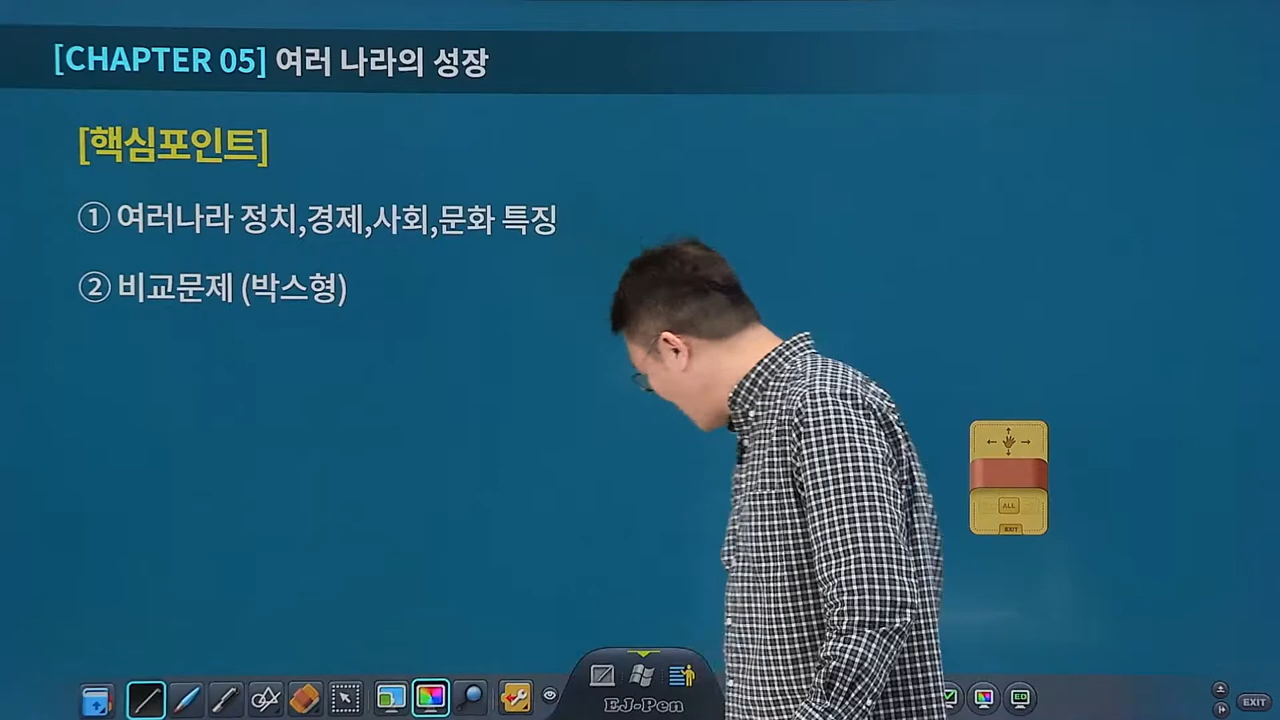 [CHAPTER 05] 여러 나라의 성장
[핵심포인트]
① 여러나라 정치,경제,사회,문화 특징
② 비교문제 (박스형)
ALL
EXIT
EJ-Pen
ED
EXIT